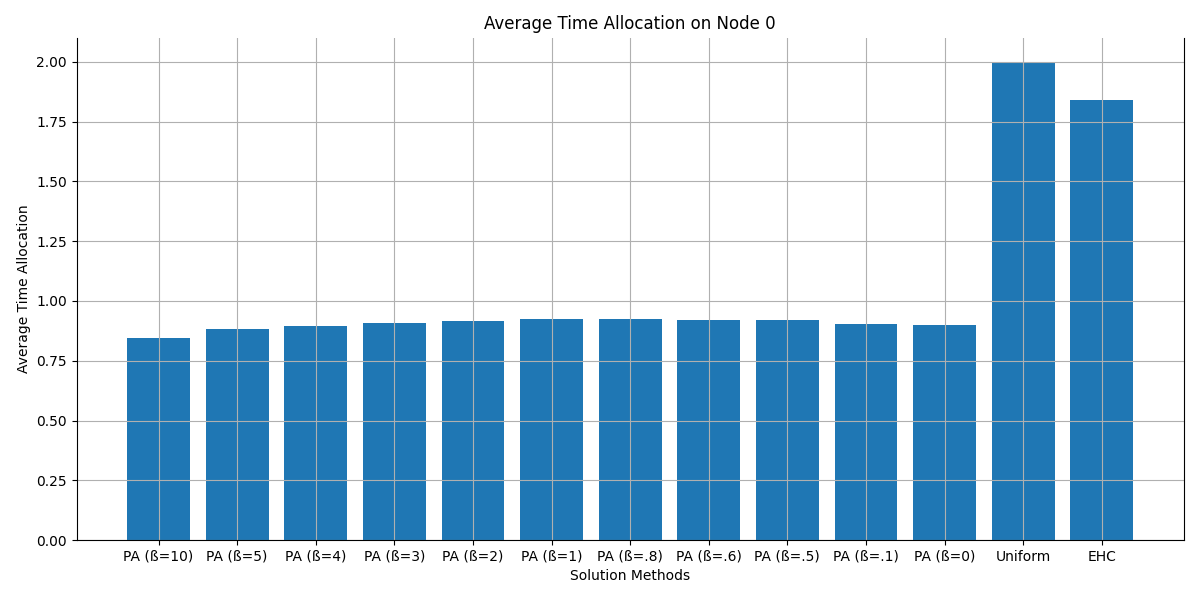 Average Time Allocation on Node 0
Average Time Allocation
2.00
1.75
1.50
1.25
1.00
0.75
0.50
0.25
0.00
PA (ß=10) PA (ß=5) PA (ß=4) PA (ß=3) PA (ß=2) PA (ß=1) PA (ß=.8) PA (ß=.6) PA (ß=.5) PA (ß=.1) PA (ß=0) Uniform EHC
Solution Methods